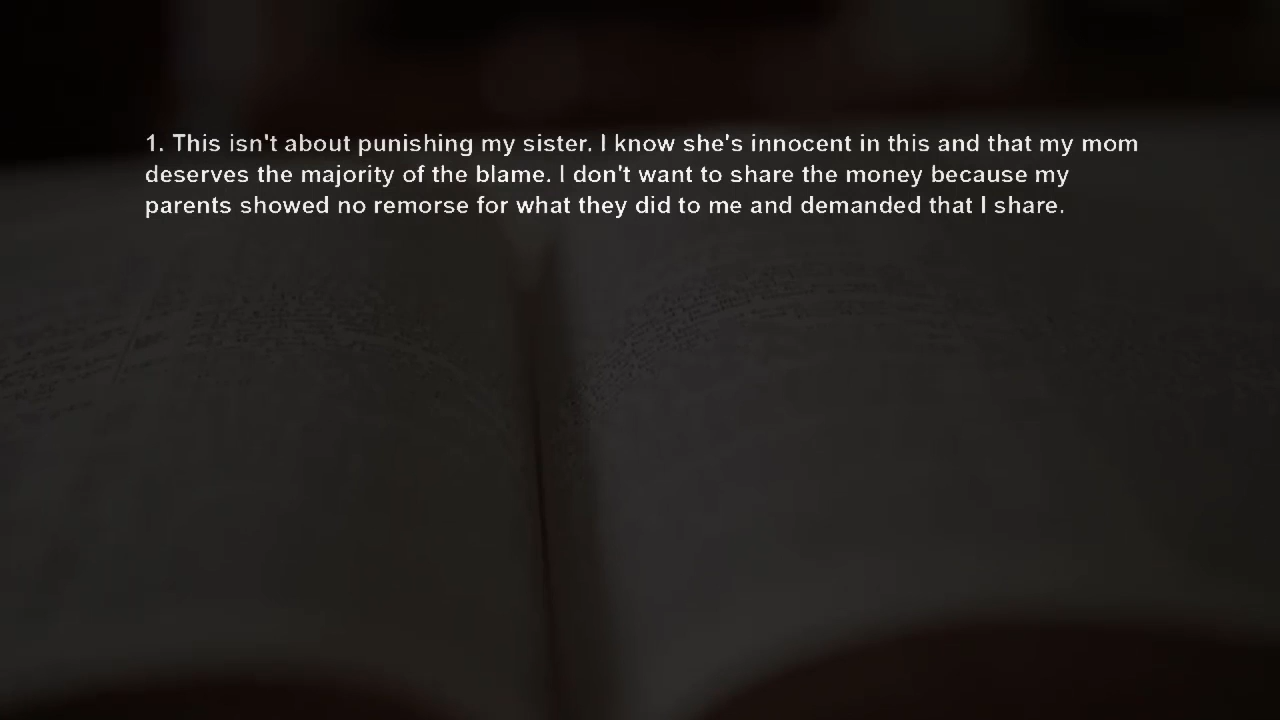 1. This isn't about punishing my sister. I know she's innocent in this and that my mom
deserves the majority of the blame. I don't want to share the money because my
parents showed no remorse for what they did to me and demanded that I share.